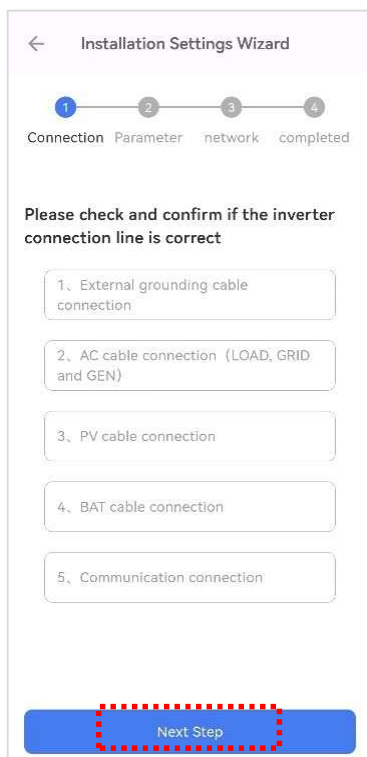 Installation Settings Wizard
1 2 3 4
Connection Parameter network completed
Please check and confirm if the inverter
connection line is correct
1、External grounding cable
connection
2、AC cable connection（LOAD, GRID
and GEN）
3、PV cable connection
4、BAT cable connection
5、Communication connection
Next Step